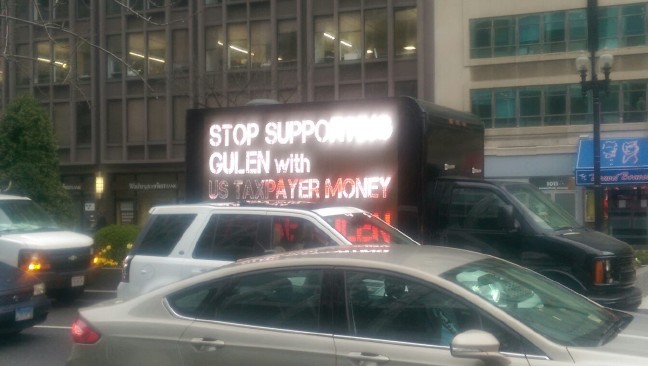 STOP SUPPORTING
GULEN with
US TAXPAYER MONEY